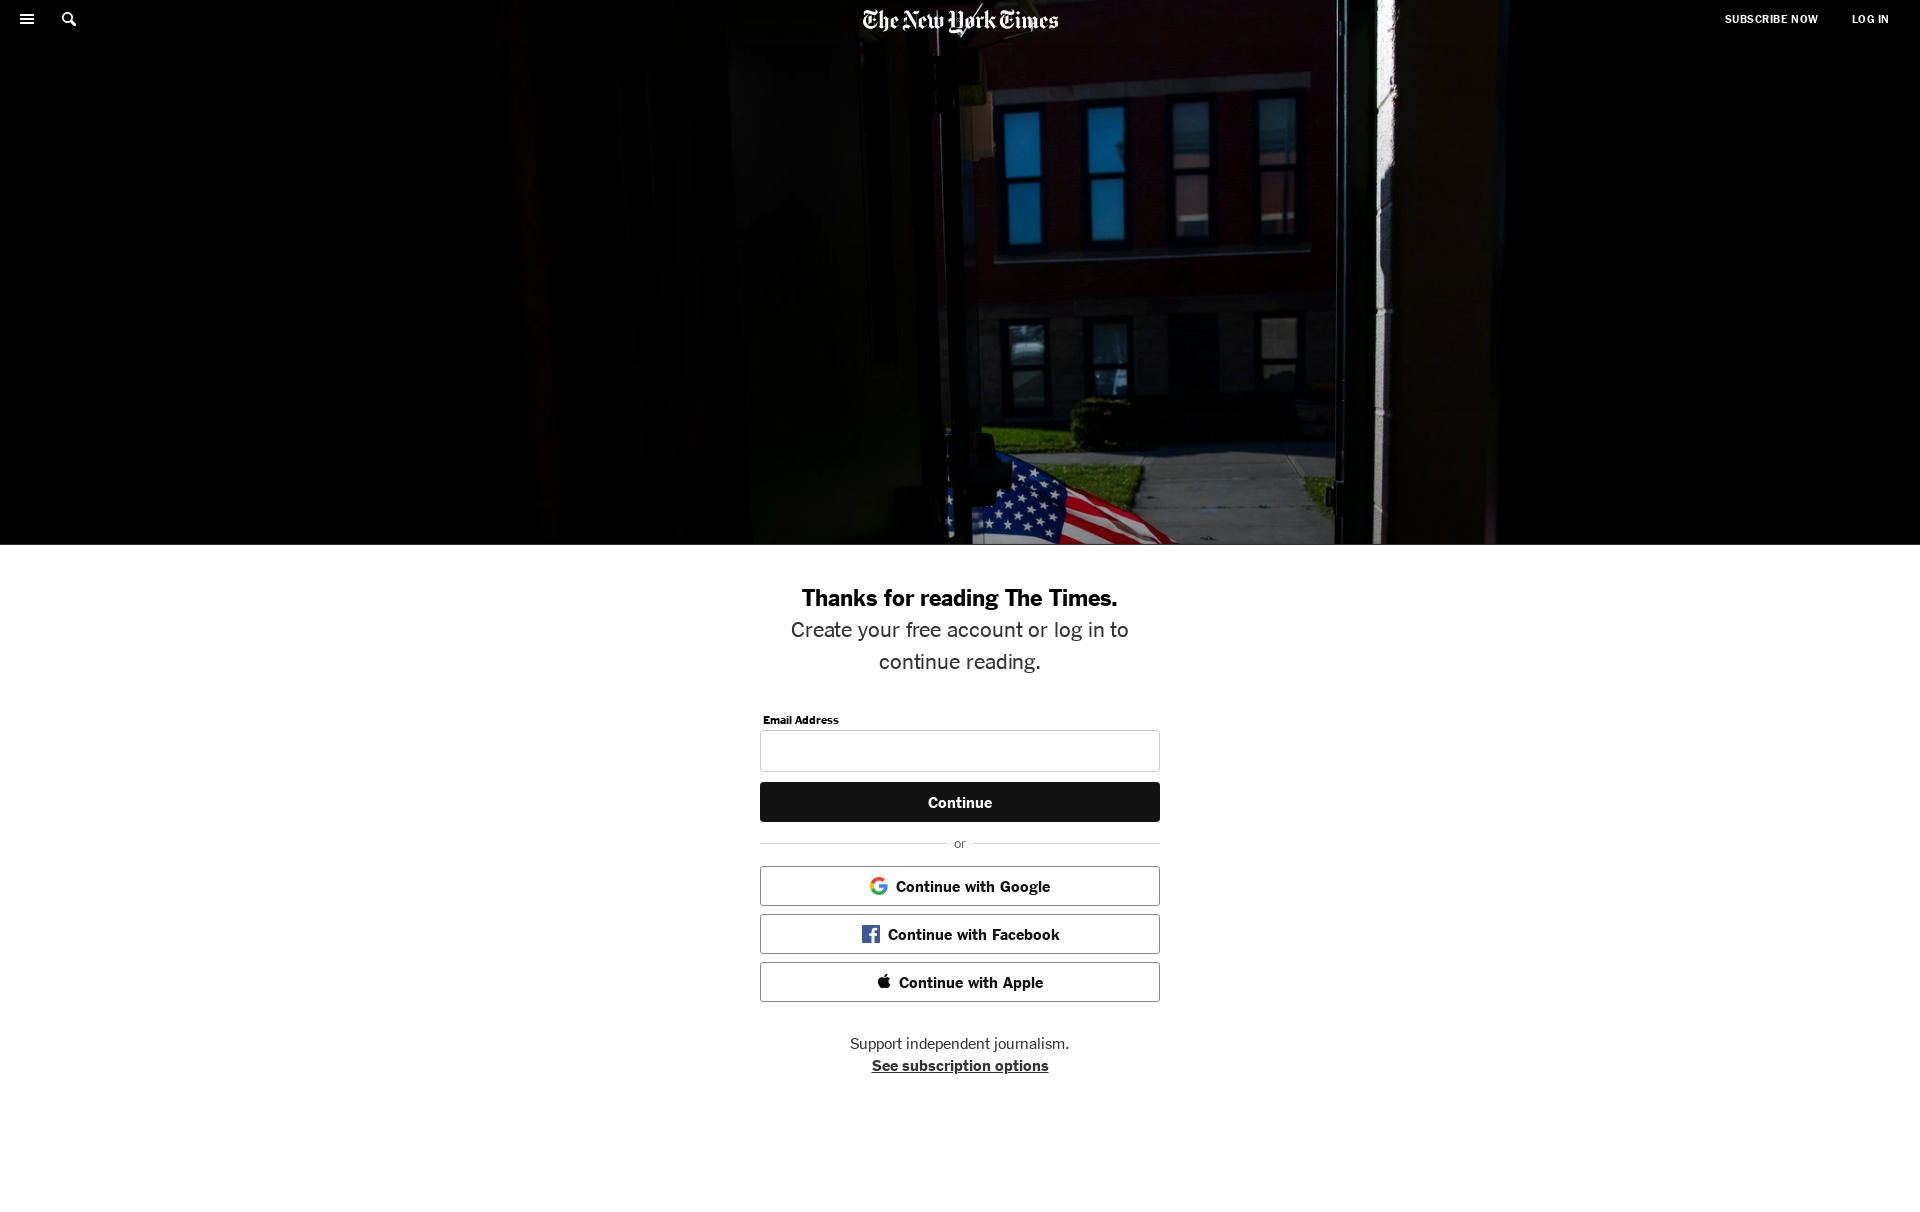 The New York Times
SUBSCRIBE NOW
LOG IN
Thanks for reading The Times.
Create your free account or log in to
continue reading.
Email Address
Continue
or
Continue with Google
Continue with Facebook
Continue with Apple
Support independent journalism.
See subscription options